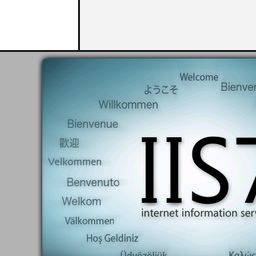 Welcome
ようこそ
Bienven
Willkommen
Bienvenue
歡迎
Velkommen
Benvenuto
Welkom
Välkommen
Hoş Geldiniz
Üdvözöljük
Καλώς
IIS7
internet information serv